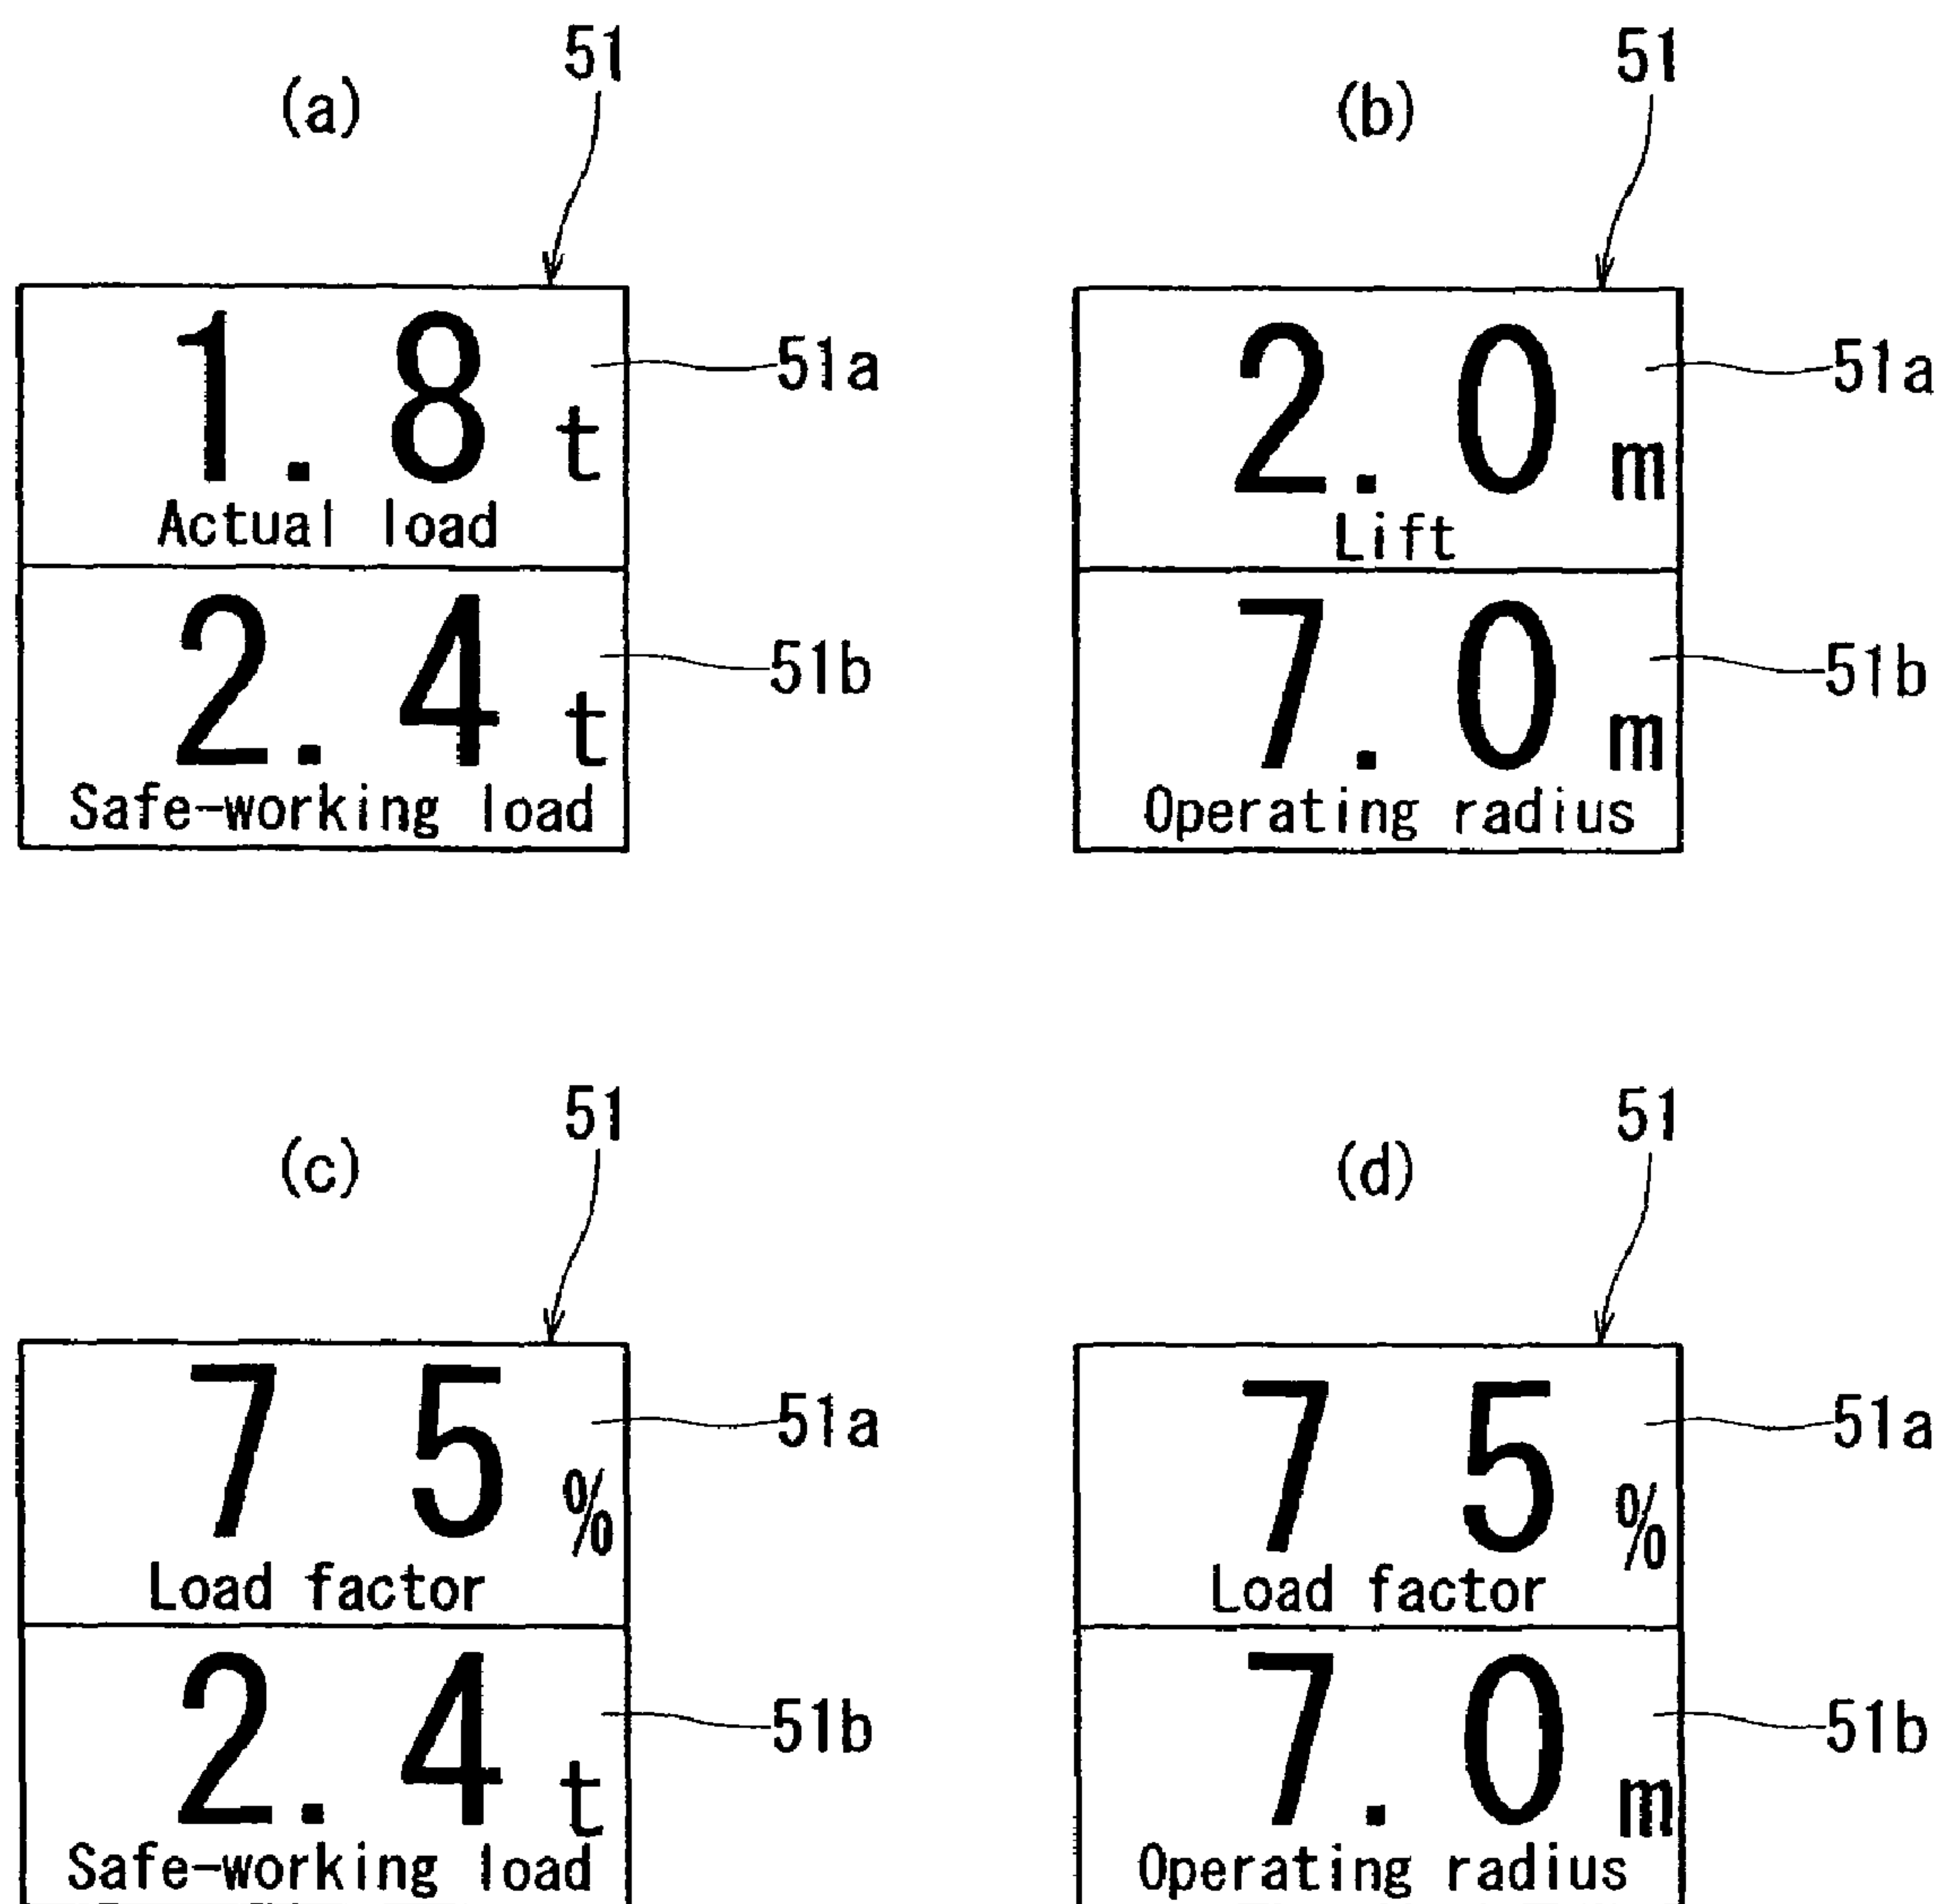 (a)
51
1.8 t
51a
Actual load
2.4 t
51b
Safe-working load
(b)
51
2.0 m
51a
Lift
7.0 m
51b
Operating radius
(c)
51
75 %
51a
Load factor
2.4 t
51b
Safe-working load
(d)
51
75 %
51a
Load factor
7.0 m
51b
Operating radius